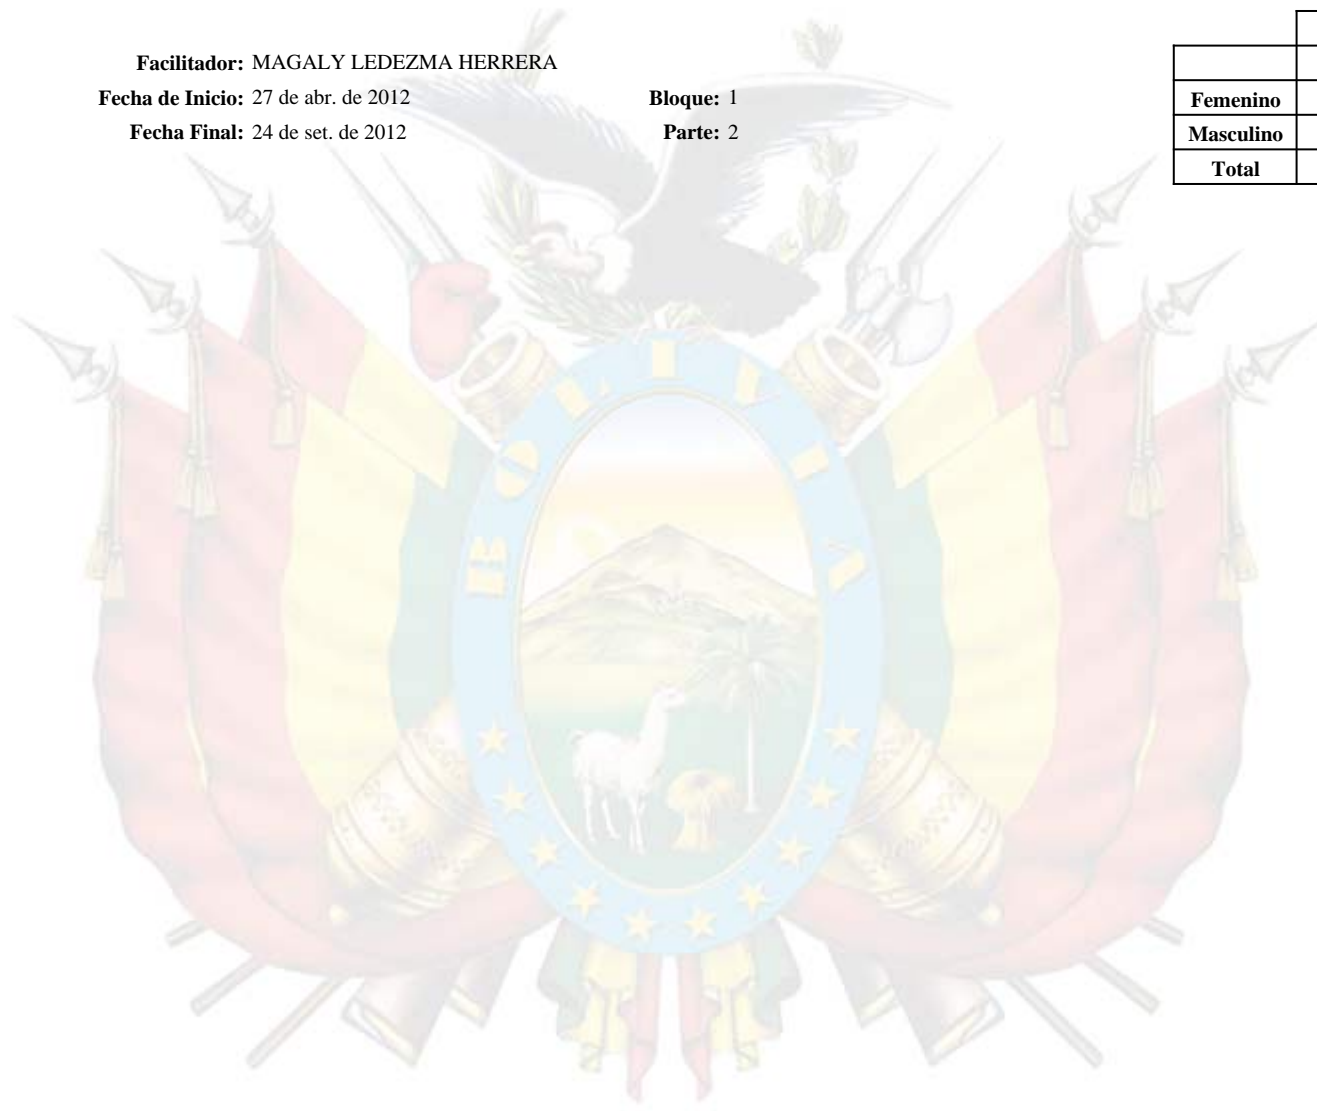 Facilitador: MAGALY LEDEZMA HERRERA
Fecha de Inicio: 27 de abr. de 2012 Bloque: 1
Femenino
Fecha Final: 24 de set. de 2012 Parte: 2
Masculino
Total
BOLIVIA